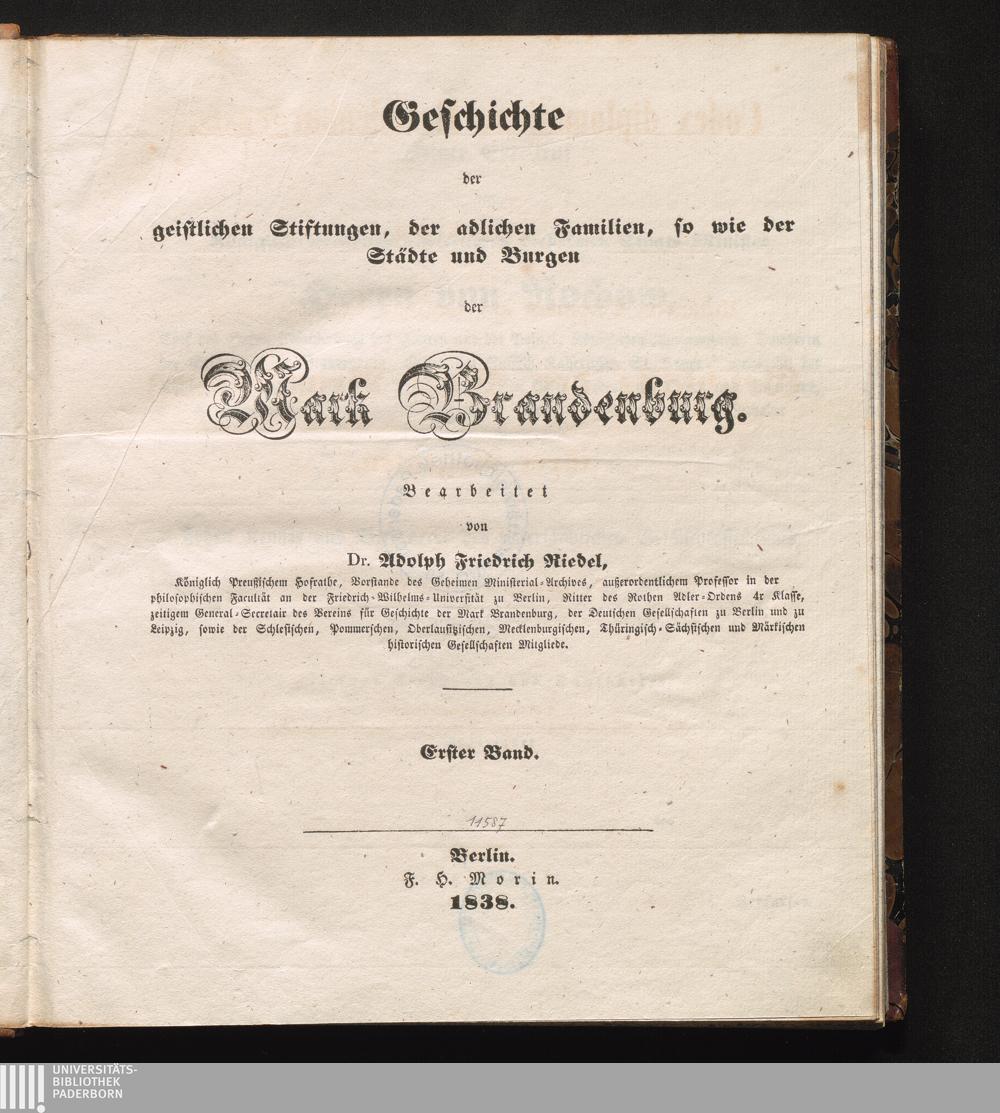 Geſchichte
der
geiſtlichen Stiftungen, der adlichen Familien, ſo wie der
Städte und Burgen
der
Mark Brandenburg.
Bearbeitet
von
Dr. Adolph Friedrich Riedel,
Königlich Preußiſchem Hofrathe, Vorſtande des Geheimen Miniſterial-Archives, außerordentlichem Profeſſor in der
philoſophiſchen Facultät an der Friedrich-Wilhelms-Univerſität zu Berlin, Ritter des Rothen Adler-Ordens 4r Klaſſe,
zeitigem General-Secretair des Vereins für Geſchichte der Mark Brandenburg, der Deutſchen Geſellſchaften zu Berlin und zu
Leipzig, ſowie der Schleſiſchen, Pommerſchen, Oberlauſitziſchen, Mecklenburgiſchen, Thüringiſch-Sächſiſchen und Märkiſchen
hiſtoriſchen Geſellſchaften Mitgliede.
Erſter Band.
11587
Berlin.
F. H. Morin.
1838.
UNIVERSITÄTS-
BIBLIOTHEK
PADERBORN